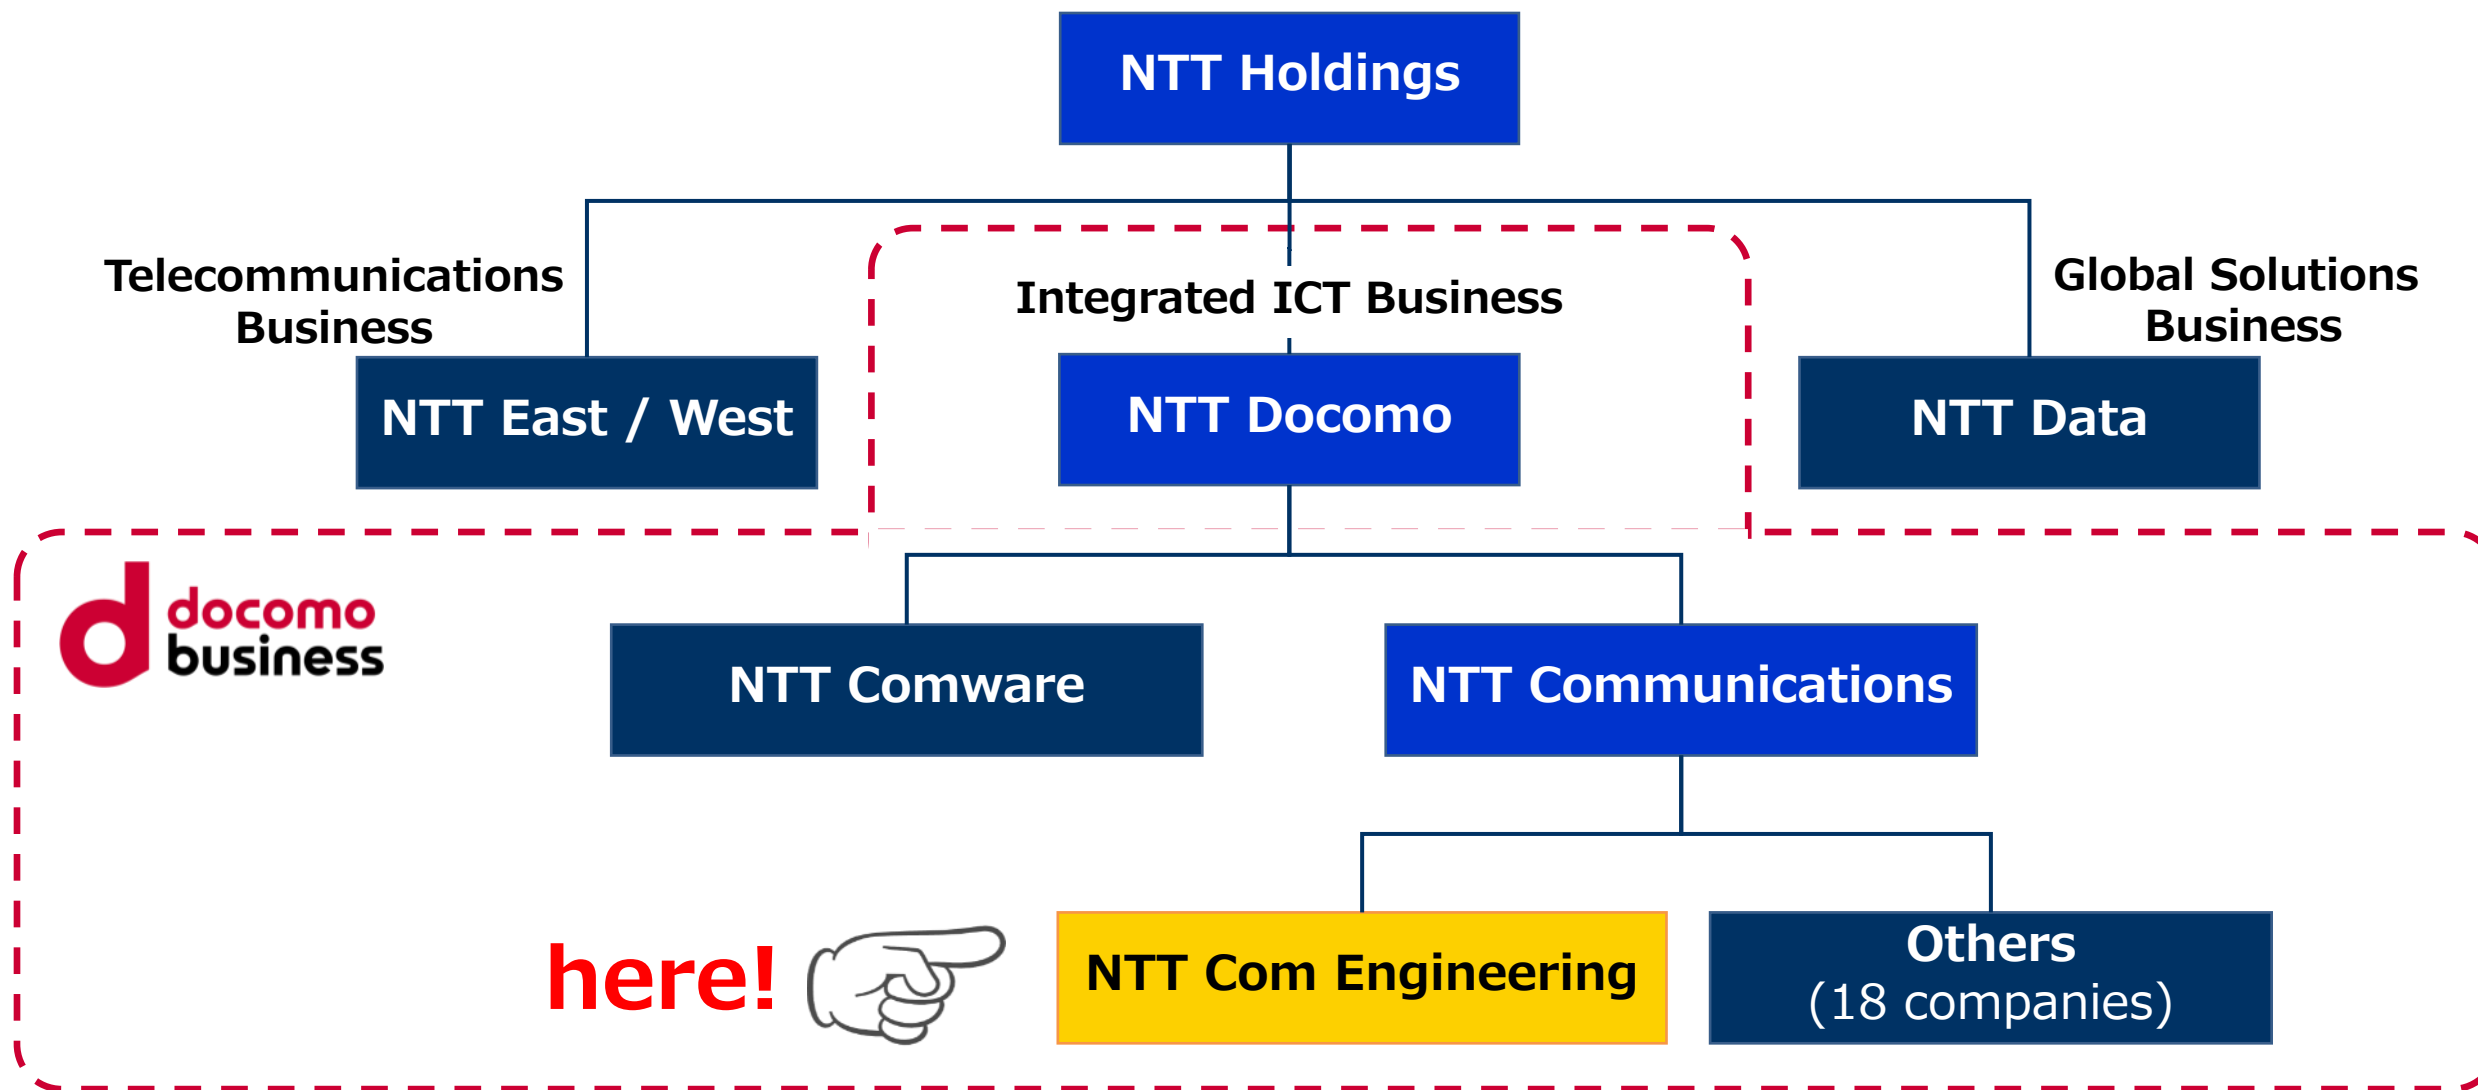 NTT Holdings
Telecommunications
Business
Integrated ICT Business
Global Solutions
Business
NTT East / West
NTT Docomo
NTT Data
docomo
business
NTT Comware
NTT Communications
here!
NTT Com Engineering
Others
(18 companies)